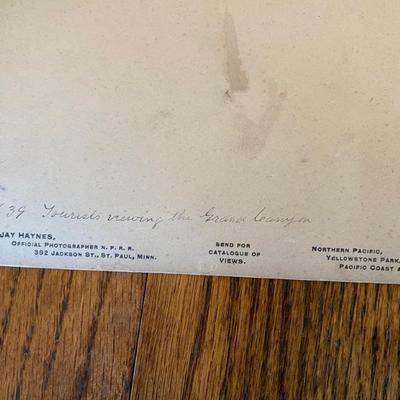 39 Tourists viewing the Grand Canyon
JAY HAYNES,
OFFICIAL PHOTOGRAPHER N. P. R. R.
392 JACKSON ST., ST. PAUL, MINN.
SEND FOR
CATALOGUE OF
VIEWS.
NORTHERN PACIFIC,
YELLOWSTONE PARK,
PACIFIC COAST A